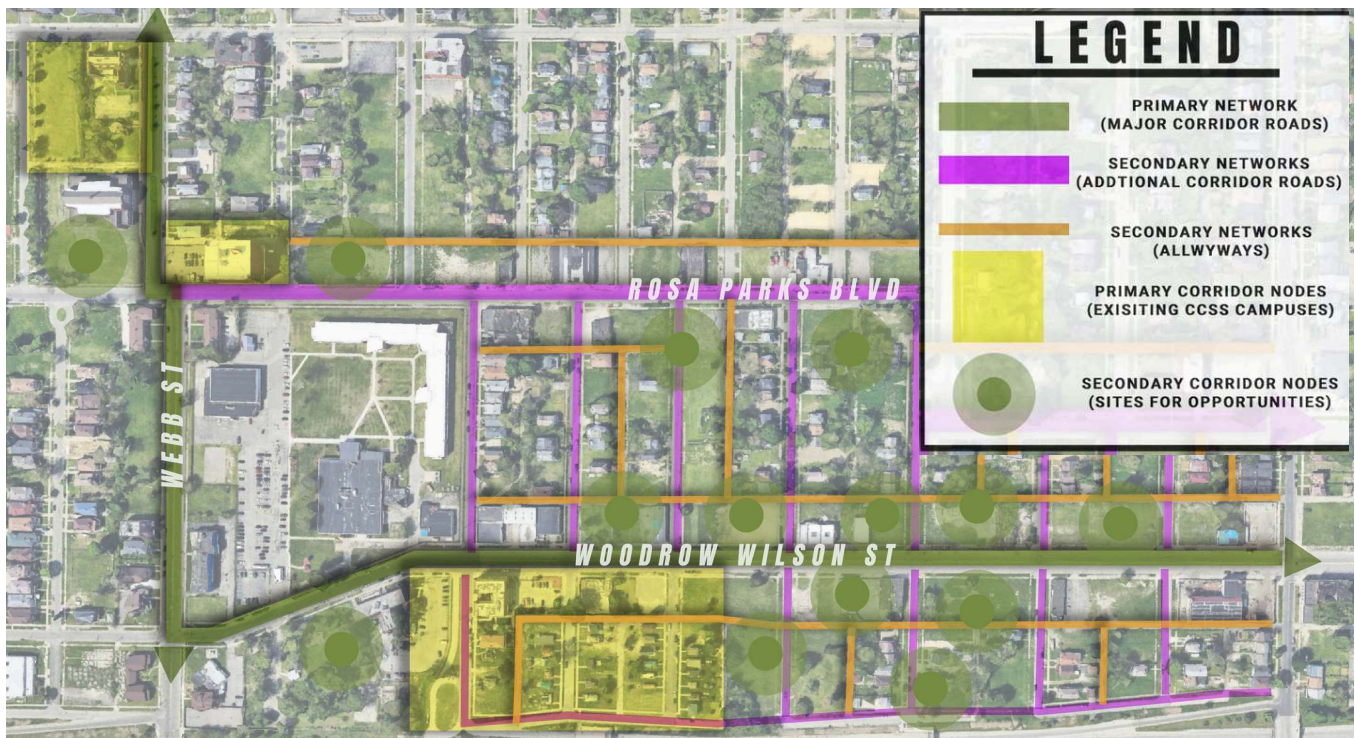 LEGEND
PRIMARY NETWORK
(MAJOR CORRIDOR ROADS)
SECONDARY NETWORKS
(ADDTIONAL CORRIDOR ROADS)
SECONDARY NETWORKS
(ALLWYWAYS)
PRIMARY CORRIDOR NODES
(EXISITING CCSS CAMPUSES)
SECONDARY CORRIDOR NODES
(SITES FOR OPPORTUNITIES)
ROSA PARKS BLVD
WEBB ST
WOODROW WILSON ST